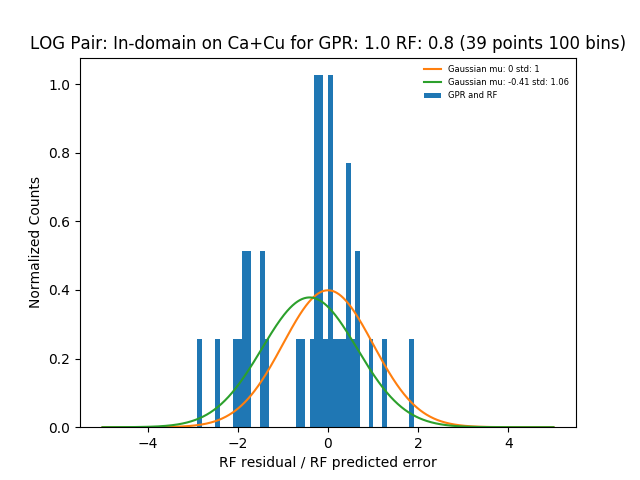 LOG Pair: In-domain on Ca+Cu for GPR: 1.0 RF: 0.8 (39 points 100 bins)
Gaussian mu: 0 std: 1
Gaussian mu: -0.41 std: 1.06
GPR and RF
1.0
0.8
0.6
0.4
0.2
0.0
Normalized Counts
−4
−2
0
2
4
RF residual / RF predicted error